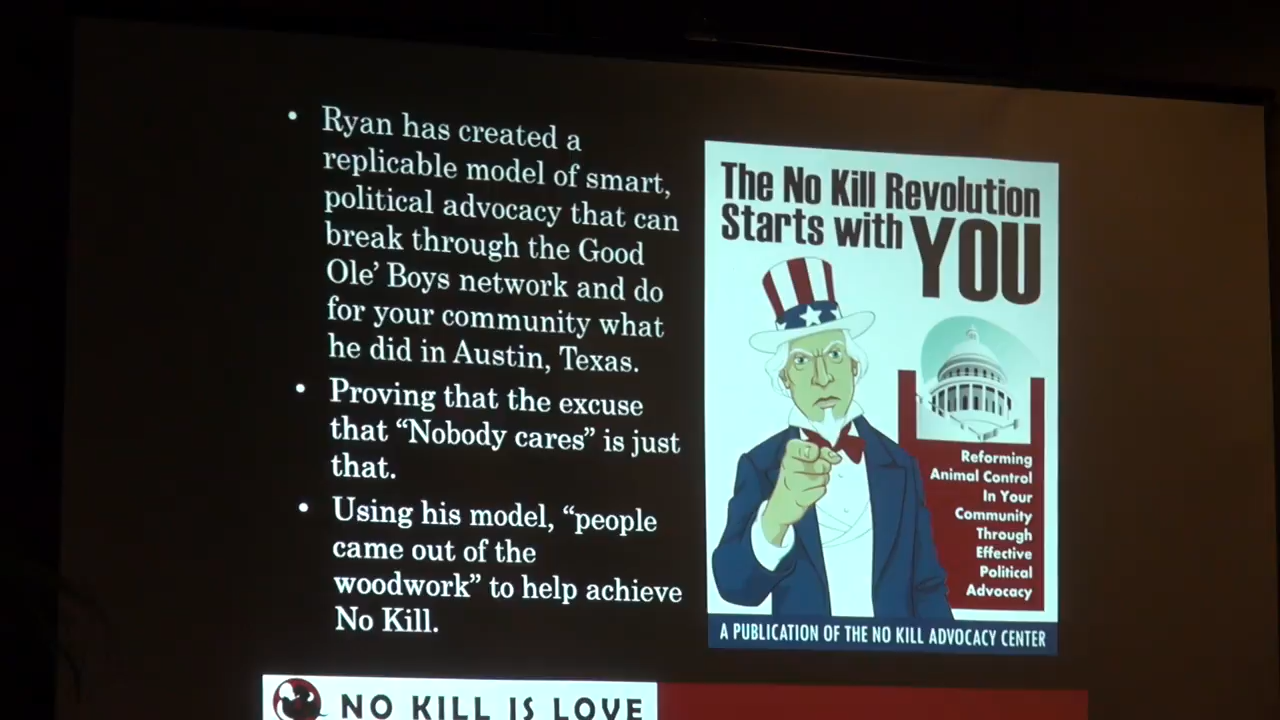 • Ryan has created a
replicable model of smart,
political advocacy that can
break through the Good
Ole’ Boys network and do
for your community what
he did in Austin, Texas.
• Proving that the excuse
that “Nobody cares” is just
that.
• Using his model, “people
came out of the
woodwork” to help achieve
No Kill.
The No Kill Revolution
Starts with YOU
Reforming
Animal Control
In Your
Community
Through
Effective
Political
Advocacy
A PUBLICATION OF THE NO KILL ADVOCACY CENTER
NO KILL IS LOVE